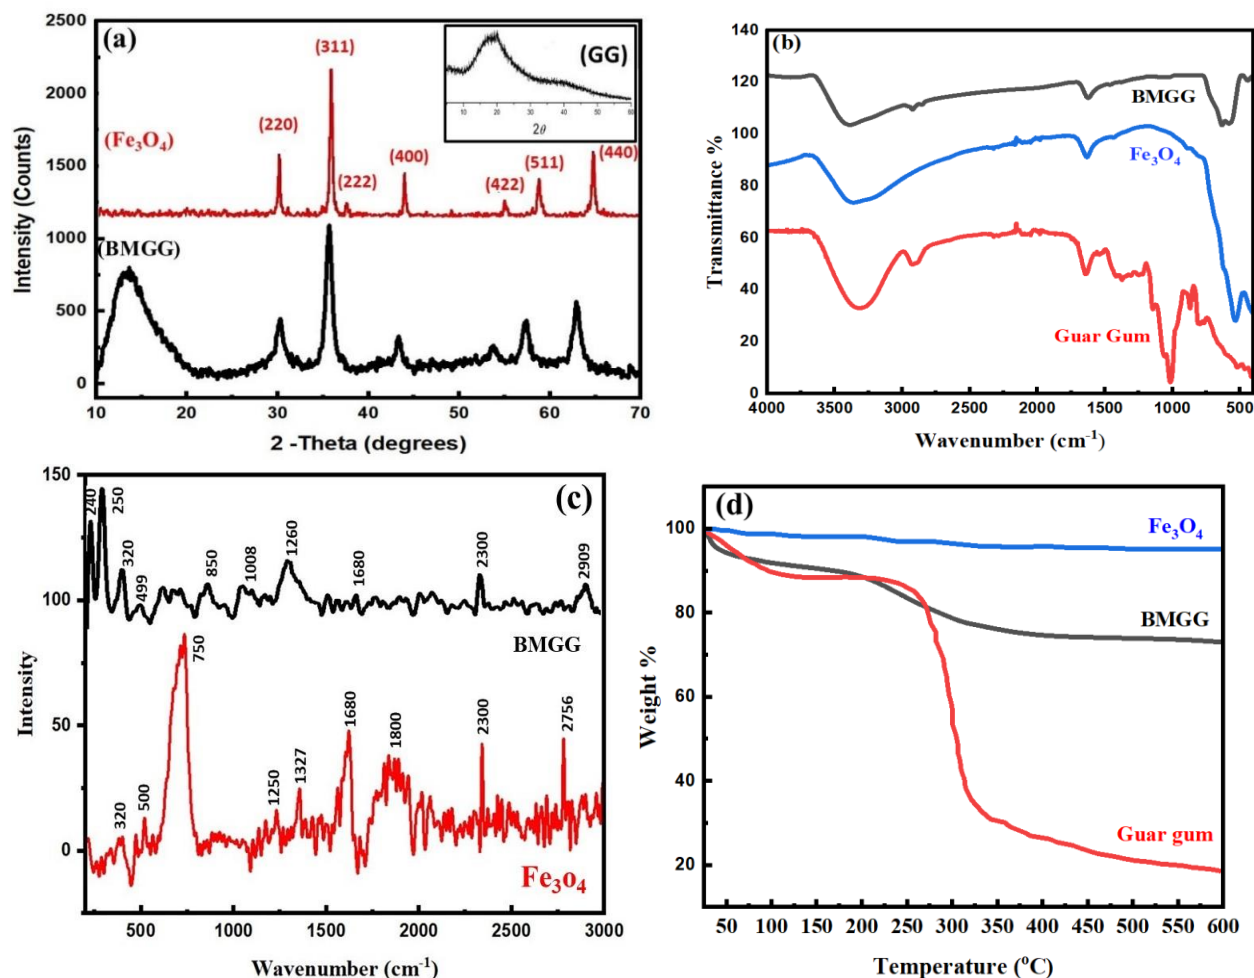 (a)
2500
2000
1500
1000
500
0
Intensity (Counts)
(311)
(Fe₃O₄)
(220)
(222)
(400)
(422)
(511)
(440)
(BMGG)
(GG)
10 20 30 40 50 60
2θ
10 20 30 40 50 60 70
2 -Theta (degrees)
(b)
140
120
100
80
60
40
20
0
Transmittance %
BMGG
Fe₃O₄
Guar Gum
4000 3500 3000 2500 2000 1500 1000 500
Wavenumber (cm⁻¹)
(c)
150
100
50
0
Intensity
240
250
320
499
850
1008
1260
1680
2300
2909
BMGG
320
500
750
1250
1327
1680
1800
2300
2756
Fe₃o₄
500 1000 1500 2000 2500 3000
Wavenumber (cm⁻¹)
(d)
100
80
60
40
20
Weight %
Fe₃O₄
BMGG
Guar gum
50 100 150 200 250 300 350 400 450 500 550 600
Temperature (ºC)